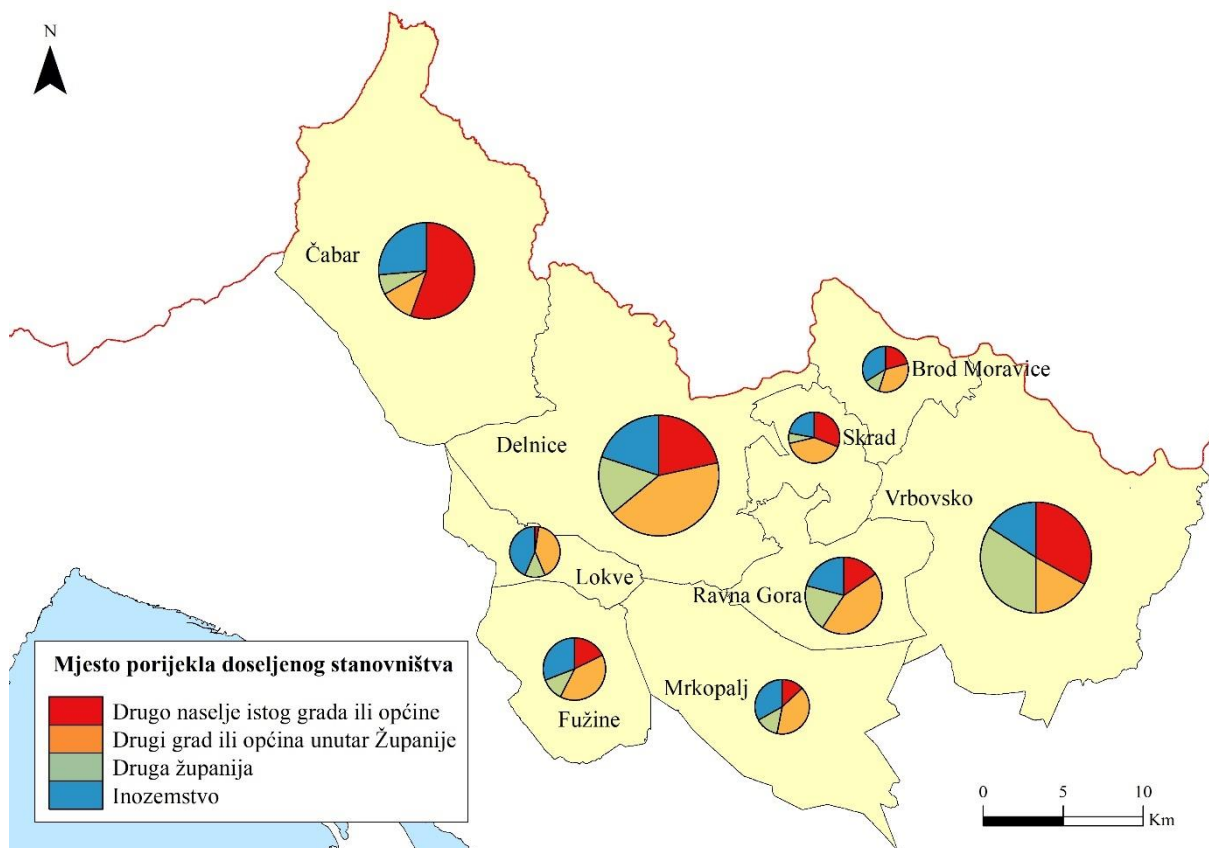 N
Čabar
Brod Moravice
Skrad
Delnice
Vrbovsko
Lokve
Ravna Gora
Mrkopalj
Fužine
Mjesto porijekla doseljenog stanovništva
Drugo naselje istog grada ili općine
Drugi grad ili općina unutar Županije
Druga županija
Inozemstvo
0 5 10
Km